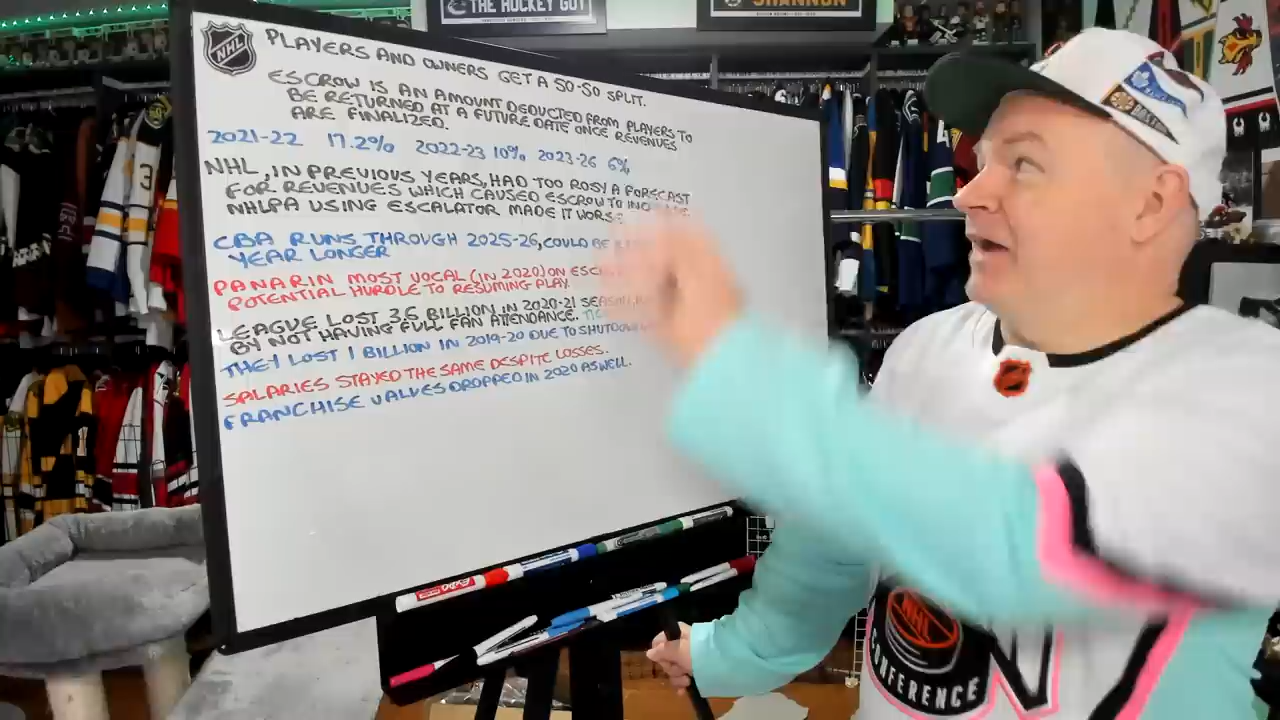 THE HOCKEY GUY
SHANNON
NHL
PLAYERS AND OWNERS GET A 50-50 SPLIT.
ESCROW IS AN AMOUNT DEDUCTED FROM PLAYERS TO
BE RETURNED AT A FUTURE DATE ONCE REVENUES
ARE FINALIZED.
2021-22 17.2% 2022-23 10% 2023-26 6%
NHL, IN PREVIOUS YEARS, HAD TOO ROSY A FORECAST
FOR REVENUES WHICH CAUSED ESCROW TO
NHLPA USING ESCALATOR MADE IT WORSE
CBA RUNS THROUGH 2025-26, COULD BE
YEAR LONGER
PANARIN MOST VOCAL (IN 2020) ON
POTENTIAL HURDLE TO RESUMING PLAY.
LEAGUE LOST 3.6 BILLION IN 2020-21
BY NOT HAVING FULL FAN ATTENDANCE.
THEY LOST 1 BILLION IN 2019-20 DUE TO
SALARIES STAYED THE SAME DESPITE LOSSES.
FRANCHISE VALUES DROPPED IN 2020 AS WELL.
NHL
CONFERENCE